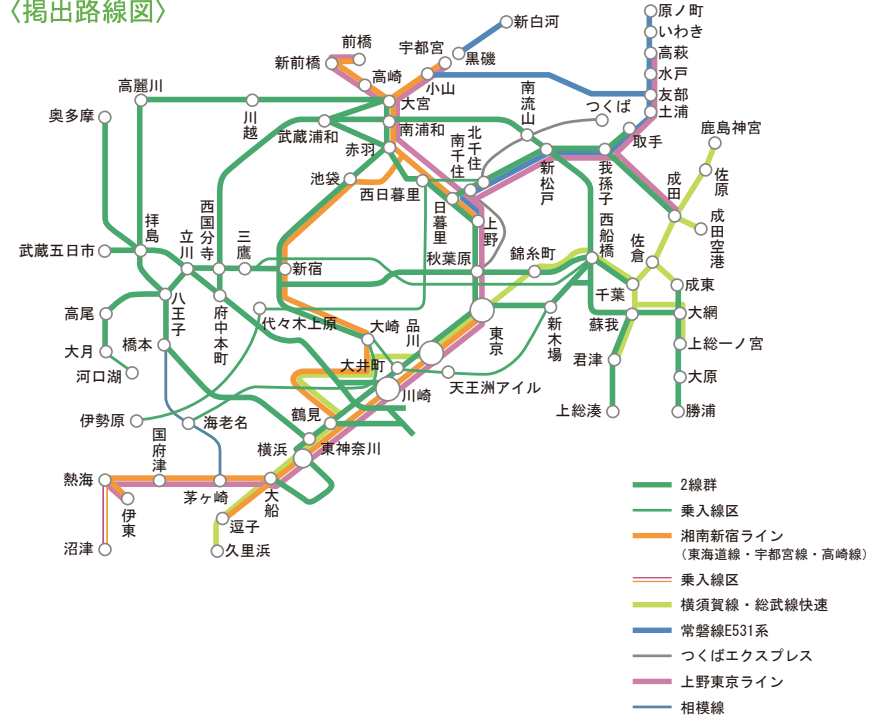 〈掲出路線図〉
原ノ町
いわき
高萩
水戸
友部
土浦
新白河
黒磯
宇都宮
小山
前橋
新前橋
高崎
大宮
高麗川
川越
奥多摩
武蔵浦和
南浦和
赤羽
池袋
西日暮里
日暮里
南千住
北千住
南流山
つくば
取手
新松戸
我孫子
鹿島神宮
佐原
成田
成田空港
拝島
立川
西国分寺
三鷹
新宿
武蔵五日市
上野
秋葉原
錦糸町
西船橋
佐倉
千葉
成東
大網
蘇我
高尾
八王子
府中本町
代々木上原
大崎
品川
東京
新木場
君津
上総一ノ宮
大月
橋本
河口湖
大井町
天王洲アイル
川崎
大原
上総湊
勝浦
伊勢原
海老名
鶴見
東神奈川
横浜
国府津
茅ヶ崎
大船
熱海
伊東
沼津
逗子
久里浜
2線群
乗入線区
湘南新宿ライン
(東海道線・宇都宮線・高崎線)
乗入線区
横須賀線・総武線快速
常磐線E531系
つくばエクスプレス
上野東京ライン
相模線